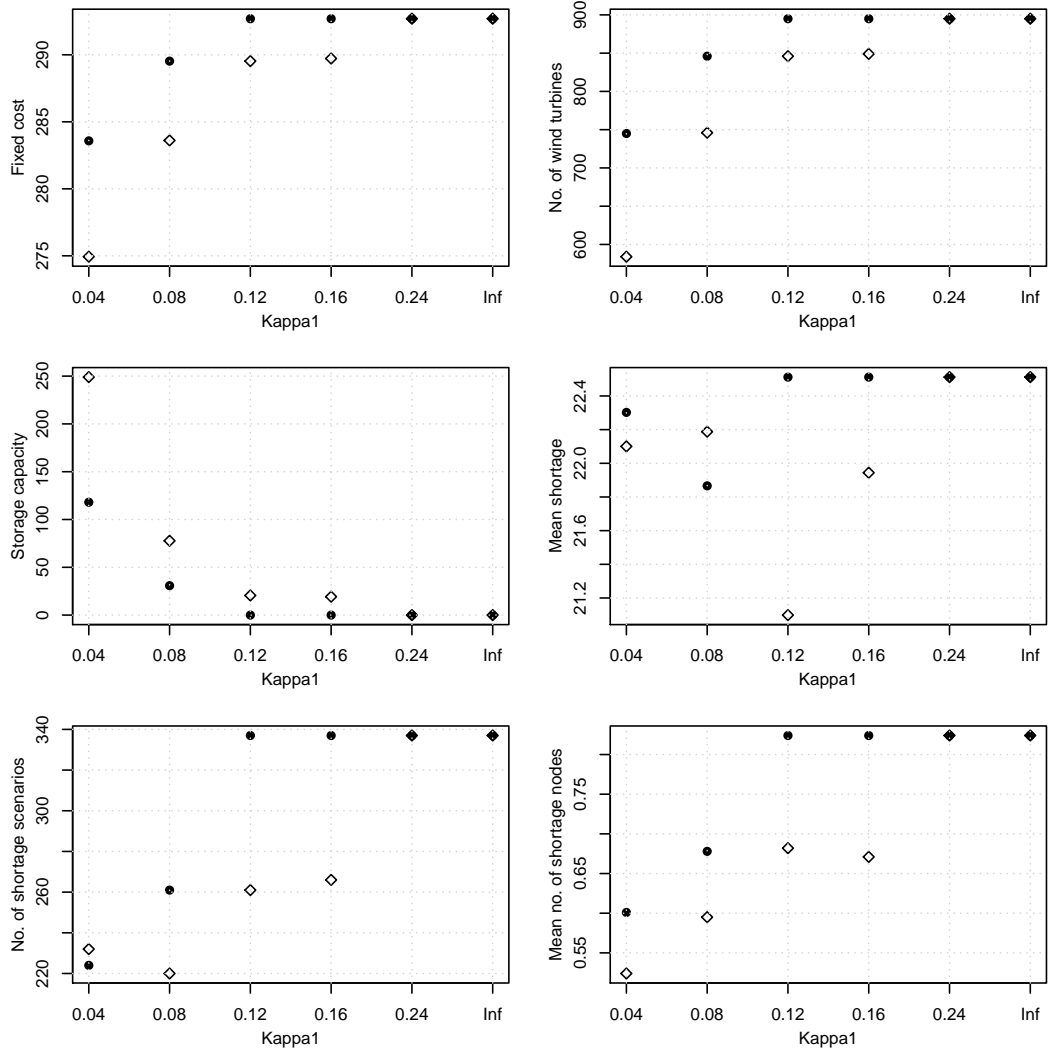 Fixed cost
290
285
280
275
0.04 0.08 0.12 0.16 0.24 Inf
Kappa1
No. of wind turbines
900
800
700
600
0.04 0.08 0.12 0.16 0.24 Inf
Kappa1
Storage capacity
250
200
150
100
50
0
0.04 0.08 0.12 0.16 0.24 Inf
Kappa1
Mean shortage
22.4
22.0
21.6
21.2
0.04 0.08 0.12 0.16 0.24 Inf
Kappa1
No. of shortage scenarios
340
300
260
220
0.04 0.08 0.12 0.16 0.24 Inf
Kappa1
Mean no. of shortage nodes
0.75
0.65
0.55
0.04 0.08 0.12 0.16 0.24 Inf
Kappa1